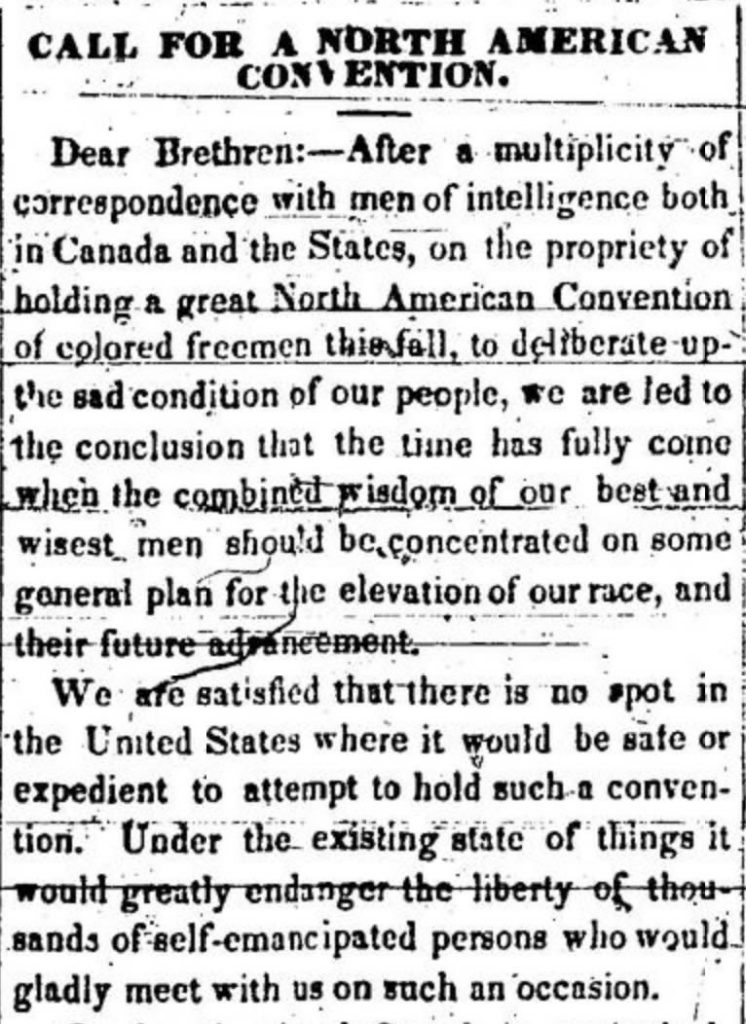 CALL FOR A NORTH AMERICAN
CONVENTION.
Dear Brethren:—After a multiplicity of
correspondence with men of intelligence both
in Canada and the States, on the propriety of
holding a great North American Convention
of colored freemen this fall, to deliberate up-
the sad condition of our people, we are led to
the conclusion that the time has fully come
when the combined wisdom of our best and
wisest men should be concentrated on some
general plan for the elevation of our race, and
their future advancement.
We are satisfied that there is no spot in
the United States where it would be safe or
expedient to attempt to hold such a conven-
tion. Under the existing state of things it
would greatly endanger the liberty of thou-
sands of self-emancipated persons who would
gladly meet with us on such an occasion.